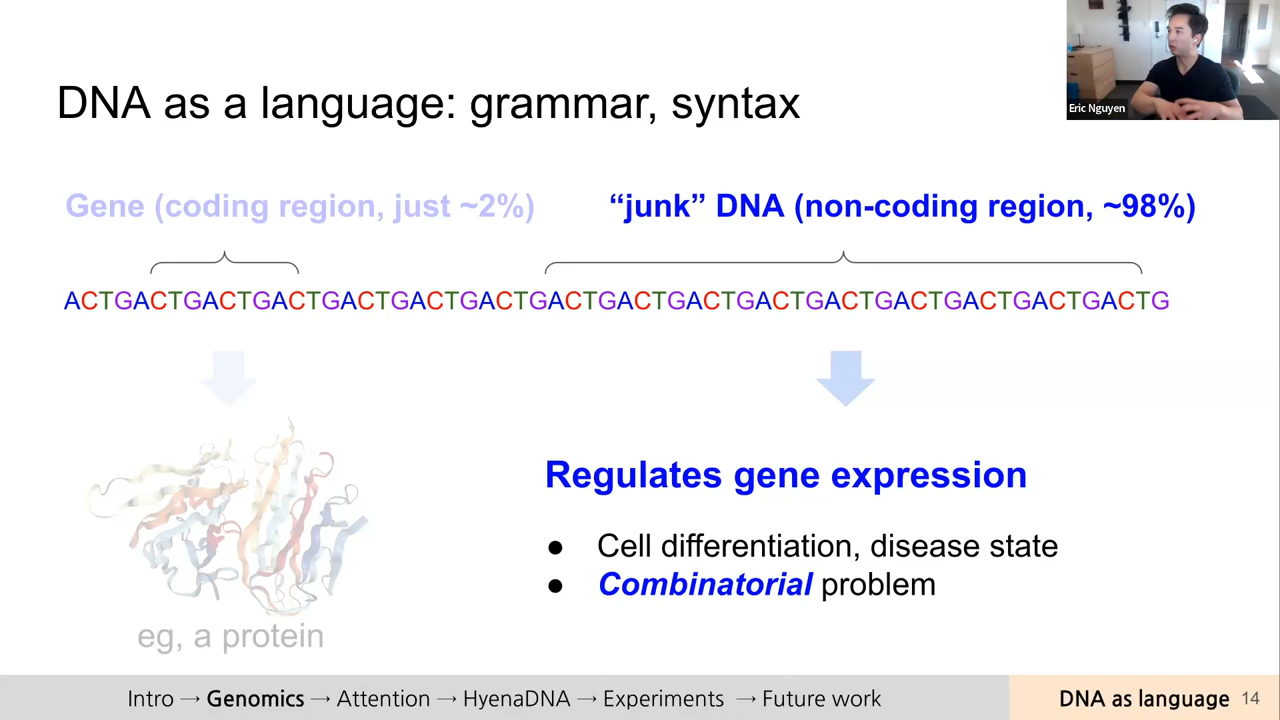 Eric Nguyen
DNA as a language: grammar, syntax
Gene (coding region, just ~2%)
“junk” DNA (non-coding region, ~98%)
ACTGACTGACTGACTGACTGACTGACTGACTGACTGACTGACTGACTGACTGACTGACTGACTG
Regulates gene expression
● Cell differentiation, disease state
● Combinatorial problem
eg, a protein
Intro → Genomics → Attention → HyenaDNA → Experiments → Future work
DNA as language 14